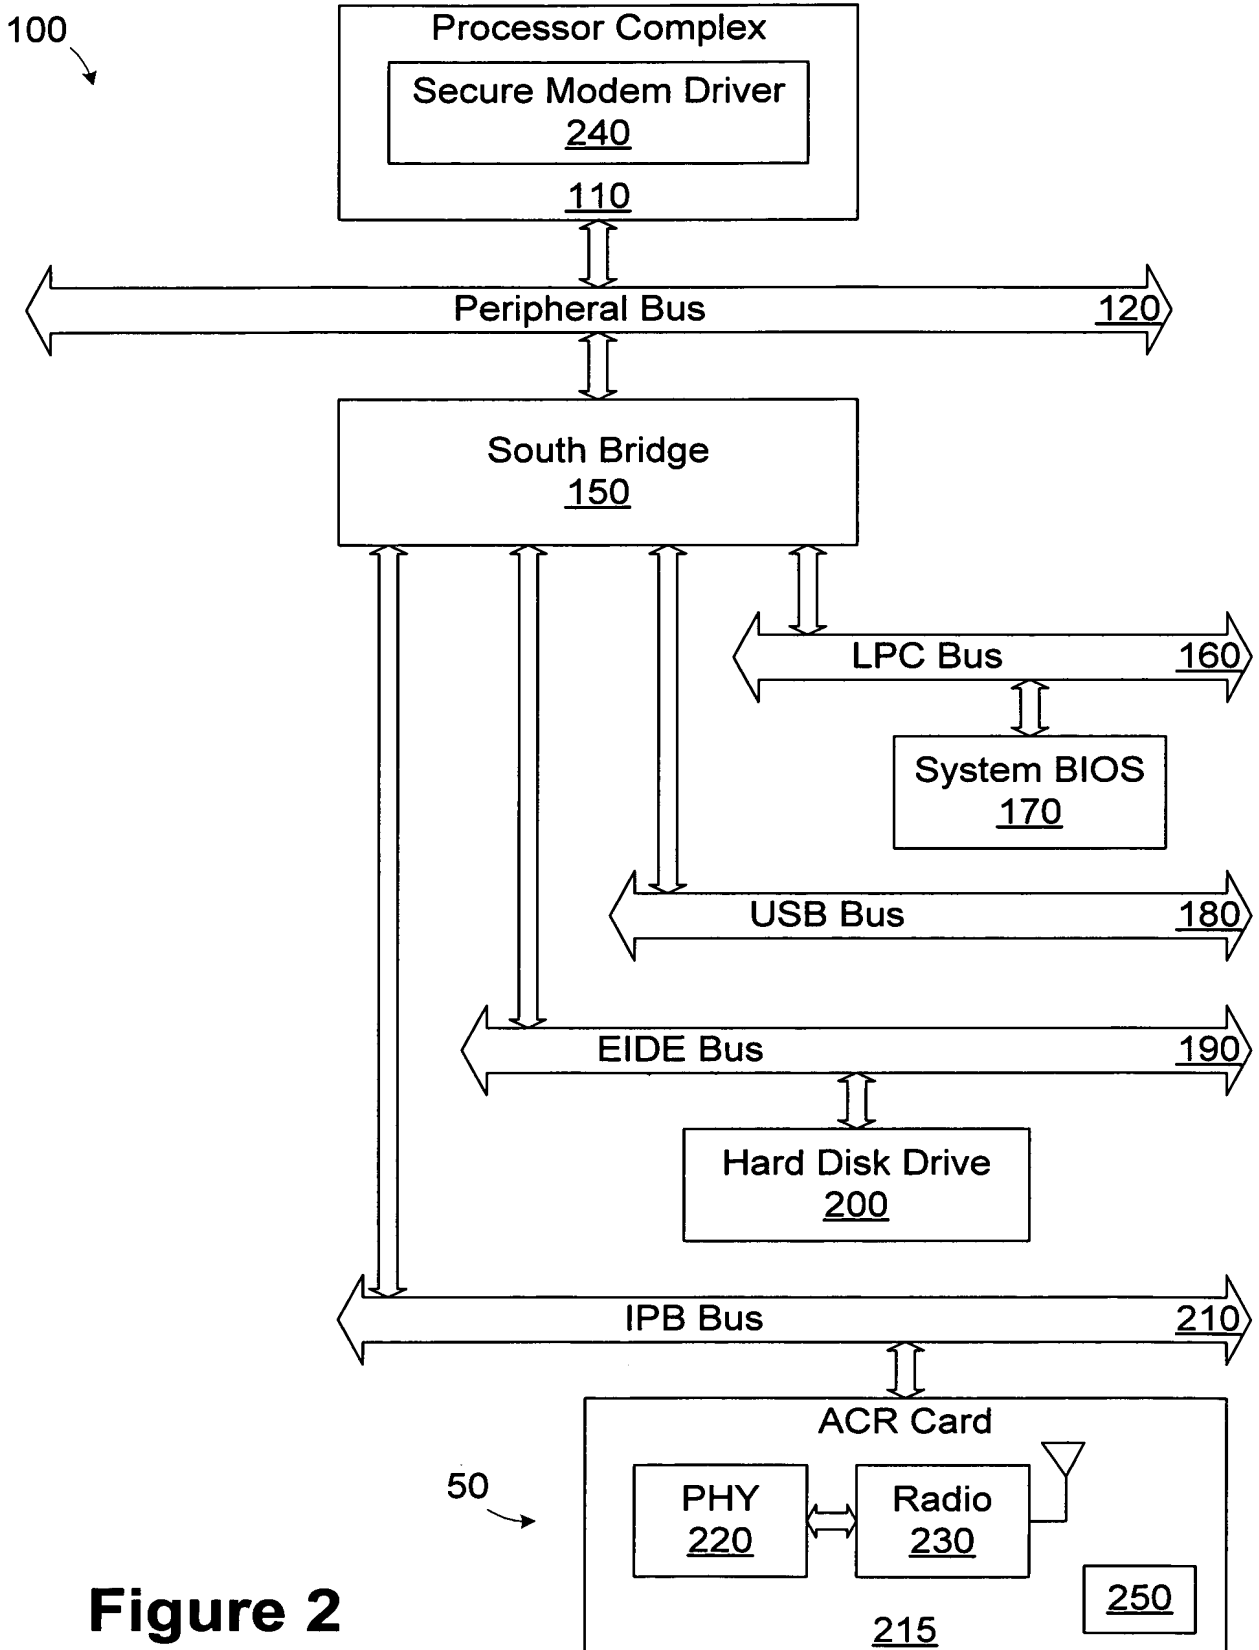 100
Processor Complex
Secure Modem Driver
240
110
Peripheral Bus
120
South Bridge
150
LPC Bus
160
System BIOS
170
USB Bus
180
EIDE Bus
190
Hard Disk Drive
200
IPB Bus
210
ACR Card
50
PHY
220
Radio
230
250
215
Figure 2